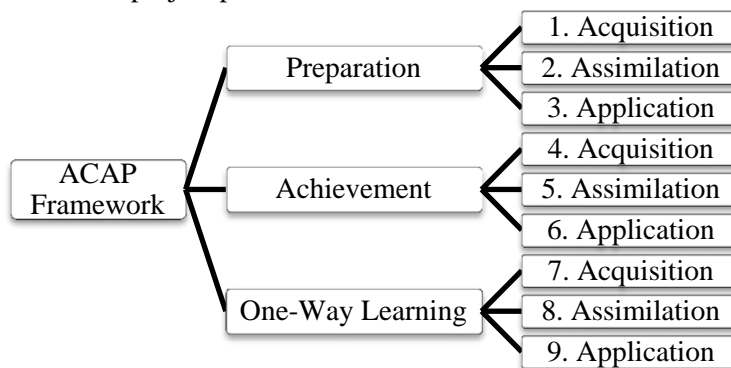 1. Acquisition
Preparation
2. Assimilation
3. Application
ACAP
Framework
Achievement
4. Acquisition
5. Assimilation
6. Application
One-Way Learning
7. Acquisition
8. Assimilation
9. Application